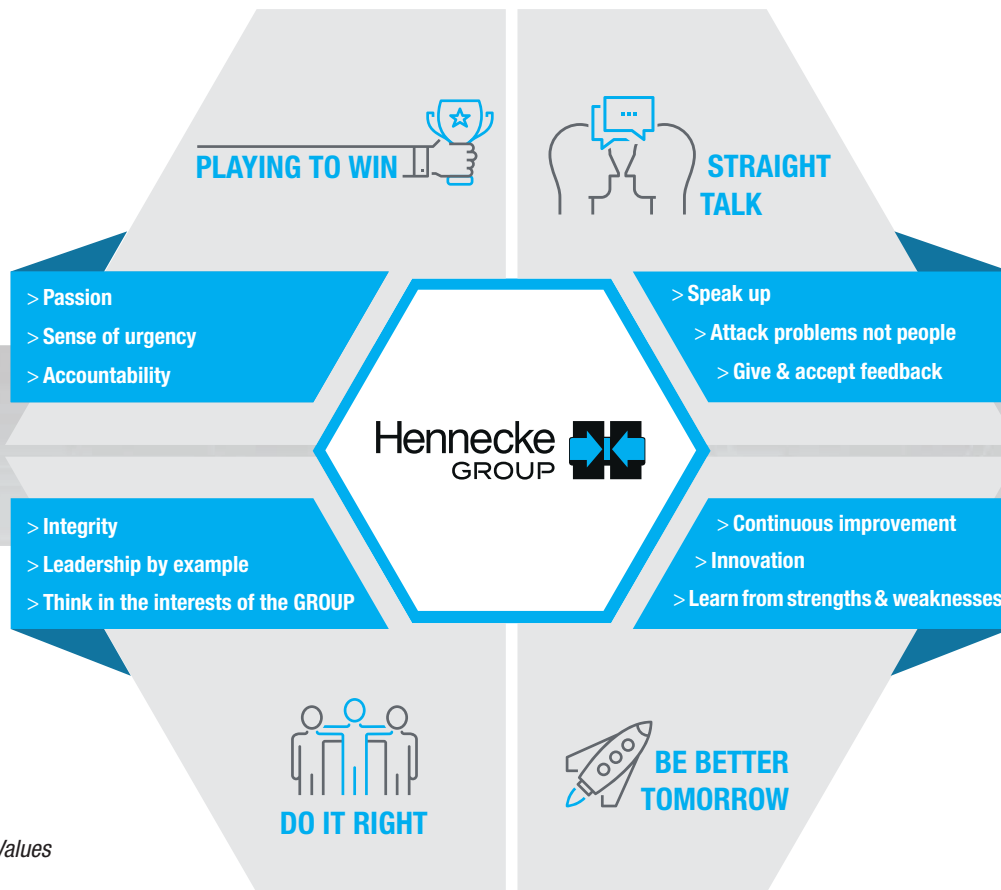 PLAYING TO WIN
STRAIGHT
TALK
> Passion
> Sense of urgency
> Accountability
> Speak up
> Attack problems not people
> Give & accept feedback
Hennecke
GROUP
> Integrity
> Leadership by example
> Think in the interests of the GROUP
> Continuous improvement
> Innovation
> Learn from strengths & weaknesses
DO IT RIGHT
BE BETTER
TOMORROW
Values